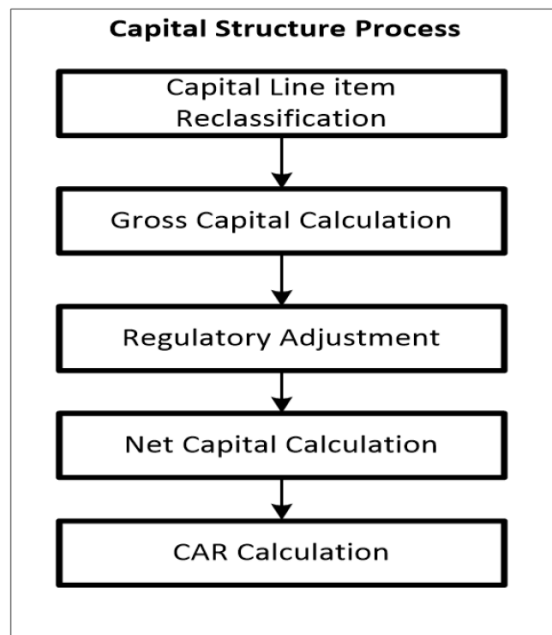 Capital Structure Process
Capital Line item
Reclassification
Gross Capital Calculation
Regulatory Adjustment
Net Capital Calculation
CAR Calculation